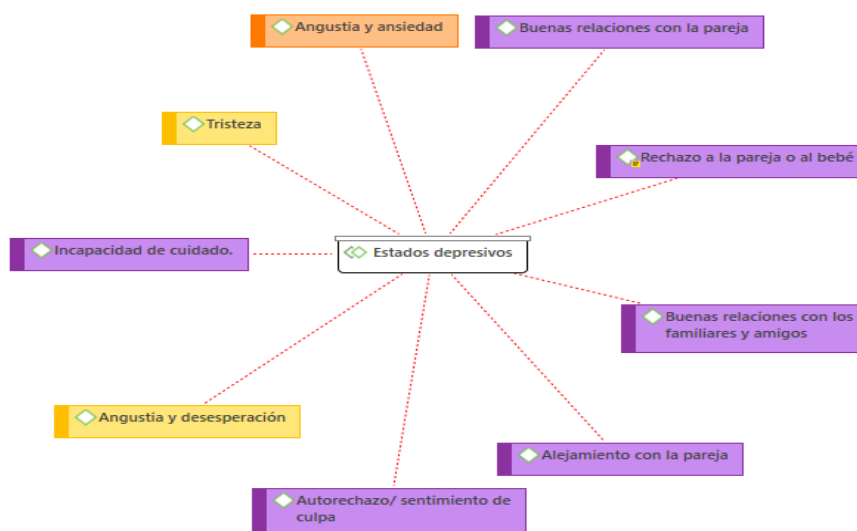 Angustia y ansiedad
Buenas relaciones con la pareja
Tristeza
Rechazo a la pareja o al bebé
Incapacidad de cuidado.
Estados depresivos
Buenas relaciones con los
familiares y amigos
Angustia y desesperación
Alejamiento con la pareja
Autorechazo/ sentimiento de
culpa